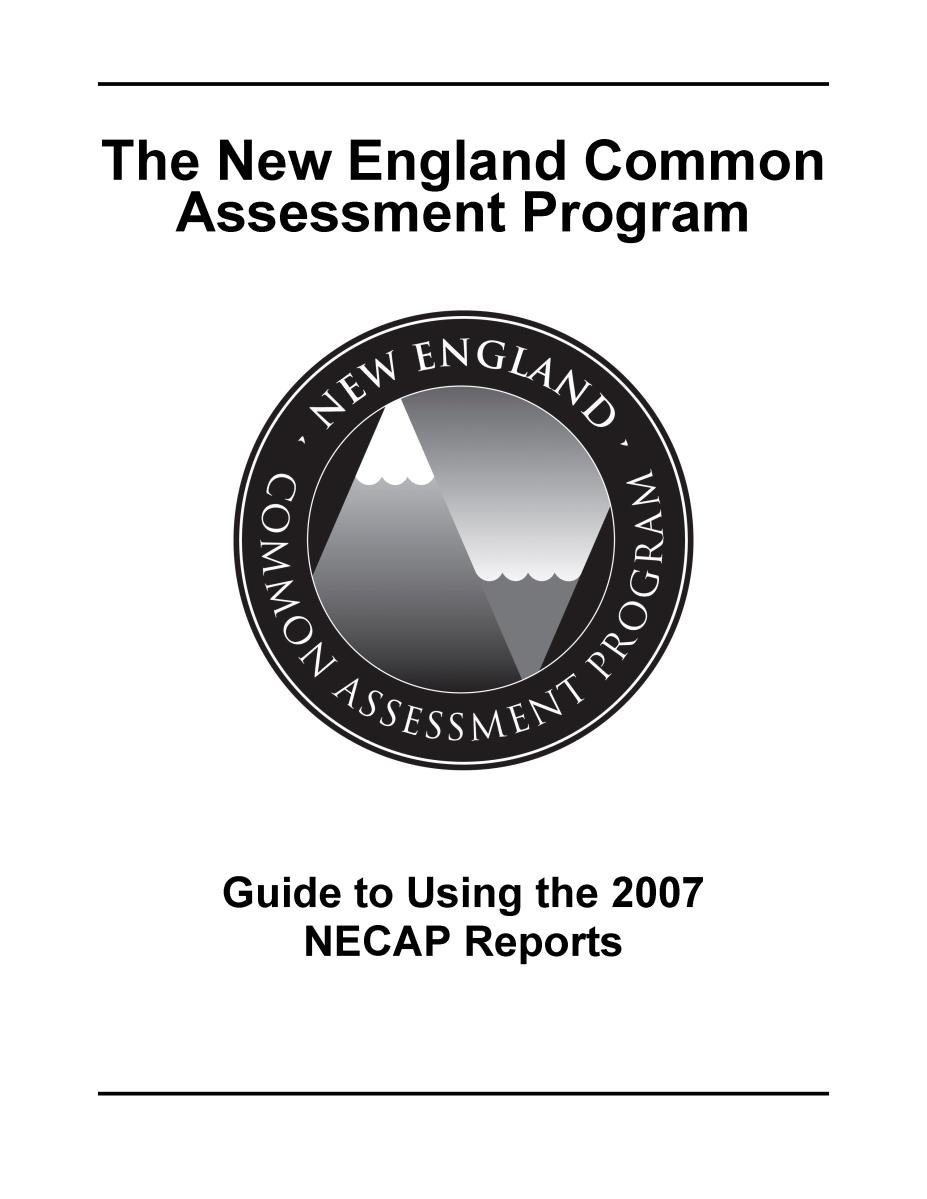 The New England Common
Assessment Program
NEW ENGLAND
COMMON ASSESSMENT PROGRAM
Guide to Using the 2007
NECAP Reports